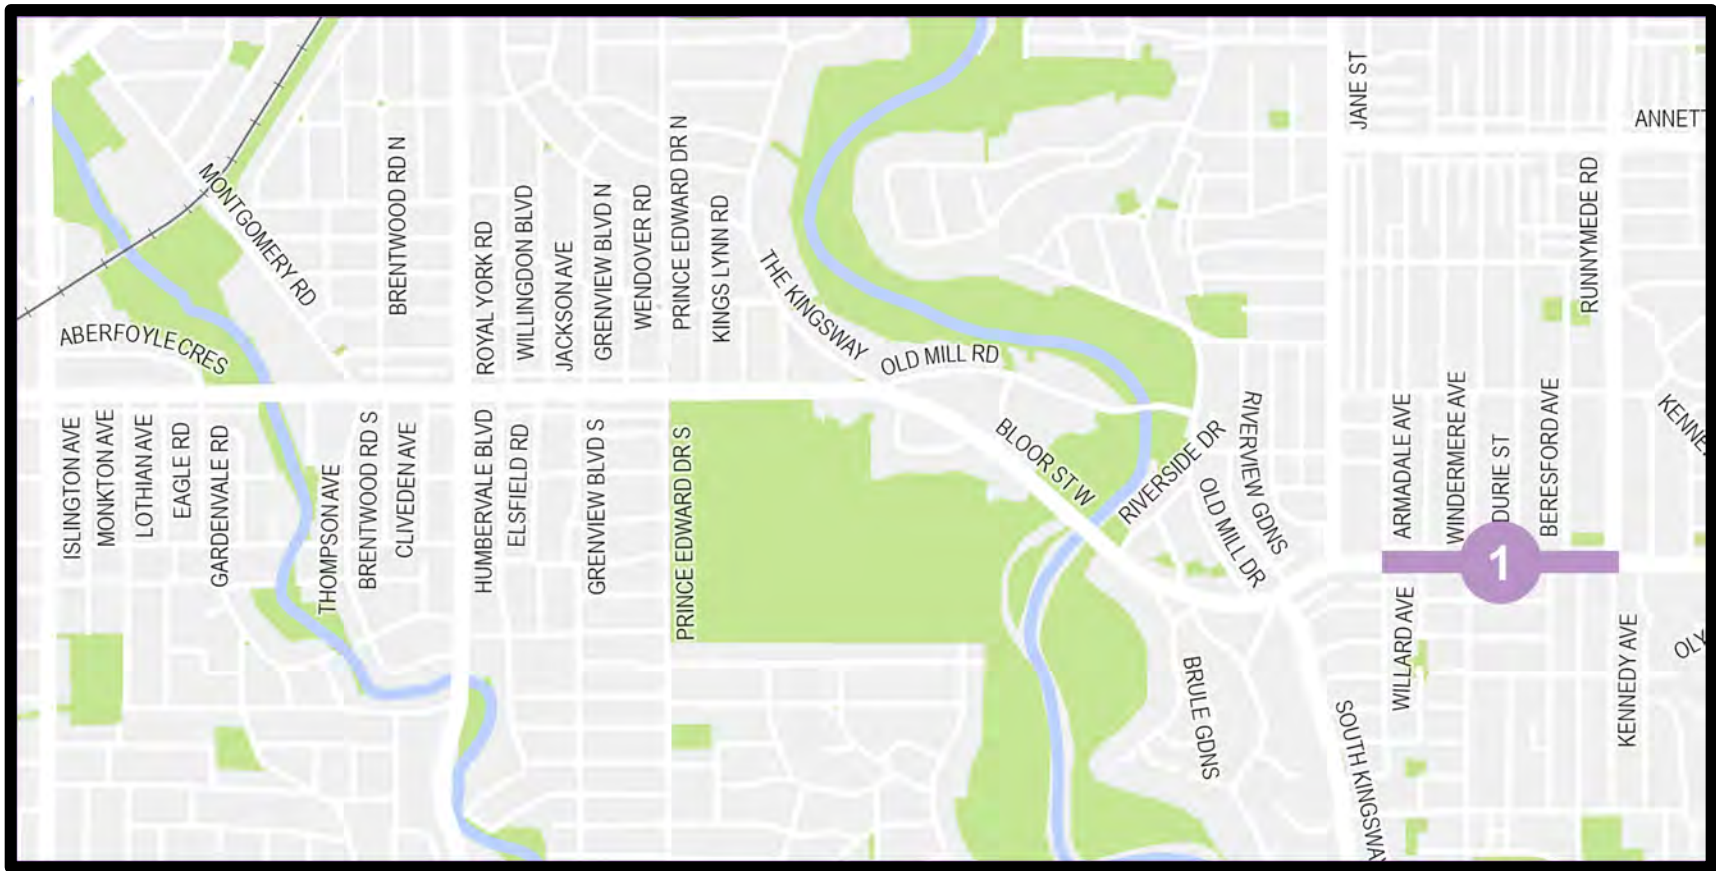 JANE ST
ANNETT
MONTGOMERY RD
BRENTWOOD RD N
ROYAL YORK RD
WILLINGDON BLVD
JACKSON AVE
GRENVIEW BLVD N
WENDOVER RD
PRINCE EDWARD DR N
KINGS LYNN RD
THE KINGSWAY
OLD MILL RD
RUNNYMEDE RD
ABERFOYLE CRES
ISLINGTON AVE
MONKTON AVE
LOTHIAN AVE
EAGLE RD
GARDENVALE RD
THOMPSON AVE
BRENTWOOD RD S
CLIVEDEN AVE
HUMBERVALE BLVD
ELSFIELD RD
GRENVIEW BLVD S
PRINCE EDWARD DR S
BLOOR ST W
RIVERSIDE DR
RIVERVIEW GDNS
OLD MILL DR
ARMADALE AVE
WINDERMERE AVE
DURIE ST
BERESFORD AVE
KENNE
1
WILLARD AVE
KENNEDY AVE
OLY
BRULE GDNS
SOUTH KINGSWAY